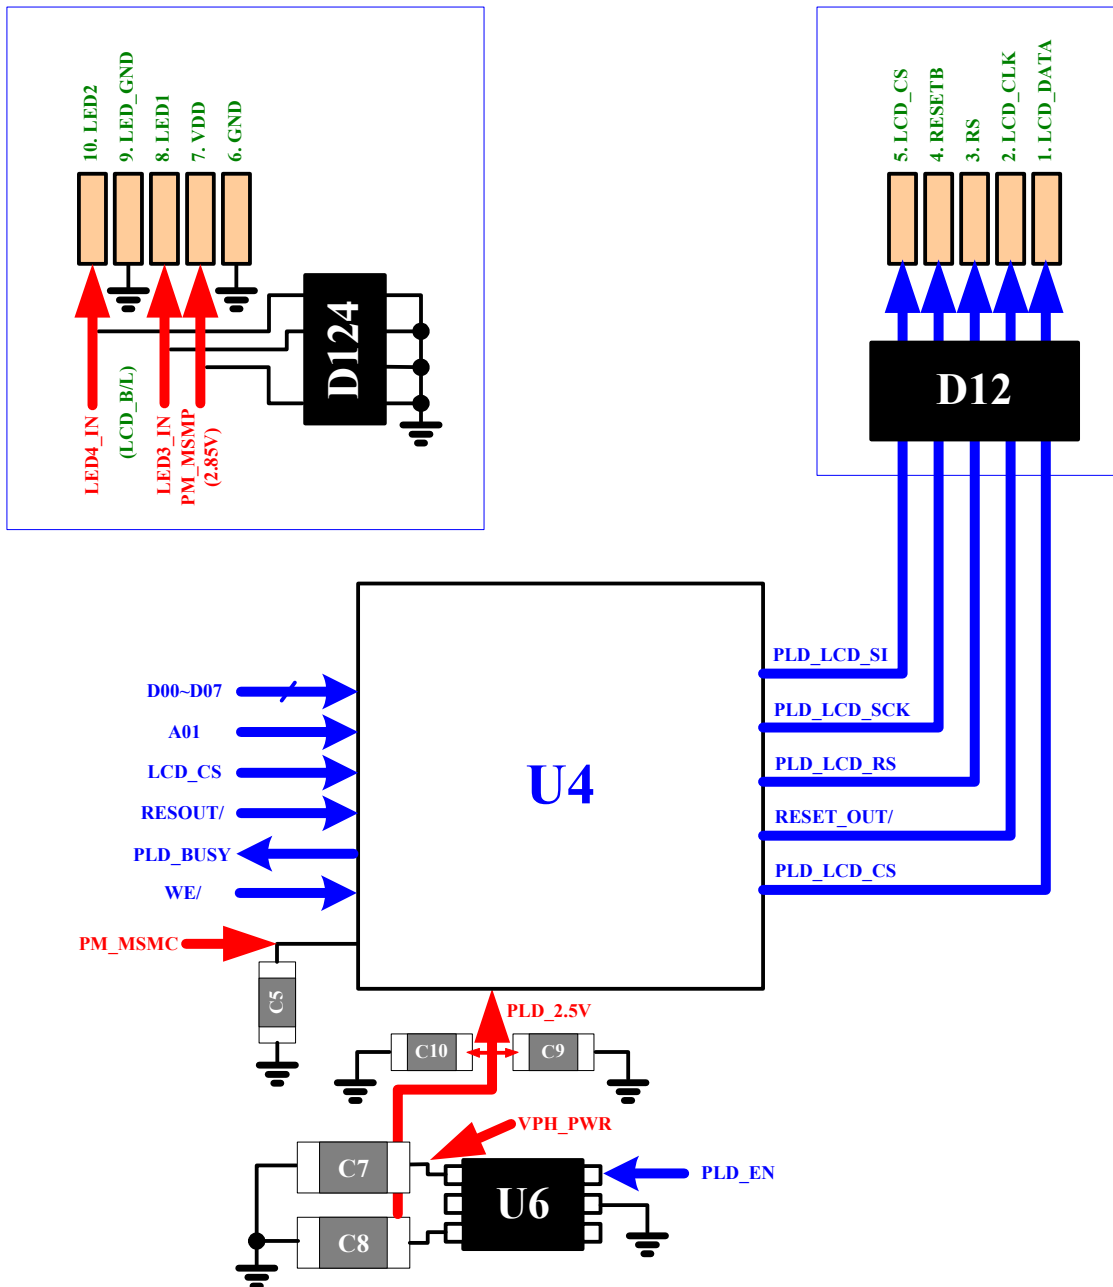 10. LED2
9. LED_GND
8. LED1
7. VDD
6. GND
5. LCD_CS
4. RESETB
3. RS
2. LCD_CLK
1. LCD_DATA
D124
D12
LED4_IN
(LCD_B/L)
LED3_IN
PM_MSMP
(2.85V)
U4
D00~D07
A01
LCD_CS
RESOUT/
PLD_BUSY
WE/
PM_MSMC
PLD_LCD_SI
PLD_LCD_SCK
PLD_LCD_RS
RESET_OUT/
PLD_LCD_CS
C5
PLD_2.5V
C10
C9
VPH_PWR
C7
PLD_EN
U6
C8